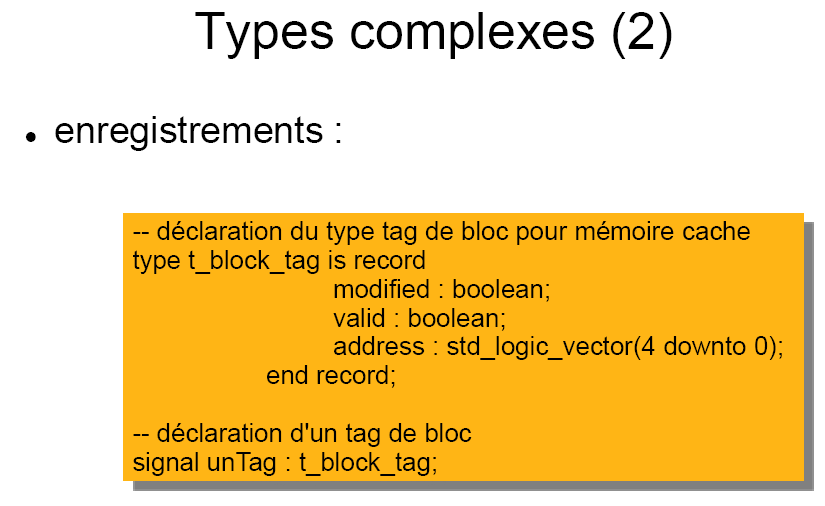 Types complexes (2)
enregistrements :
-- déclaration du type tag de bloc pour mémoire cache
type t_block_tag is record
modified : boolean;
valid : boolean;
address : std_logic_vector(4 downto 0);
end record;
-- déclaration d'un tag de bloc
signal unTag : t_block_tag;